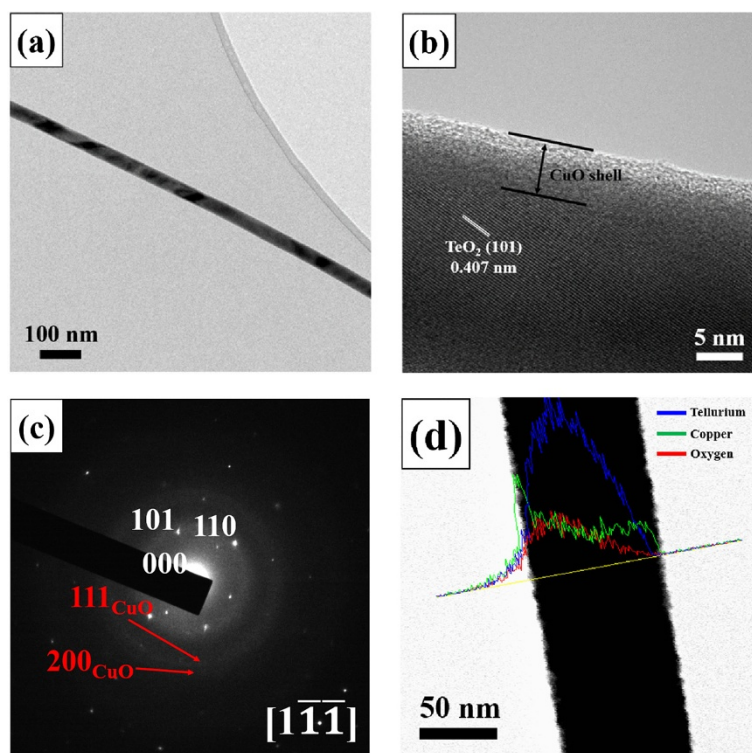 (a)
100 nm
(b)
CuO shell
TeO₂ (101)
0.407 nm
5 nm
(c)
101 110
000
111CuO
200CuO
[11̅·1̅]
(d)
Tellurium
Copper
Oxygen
50 nm